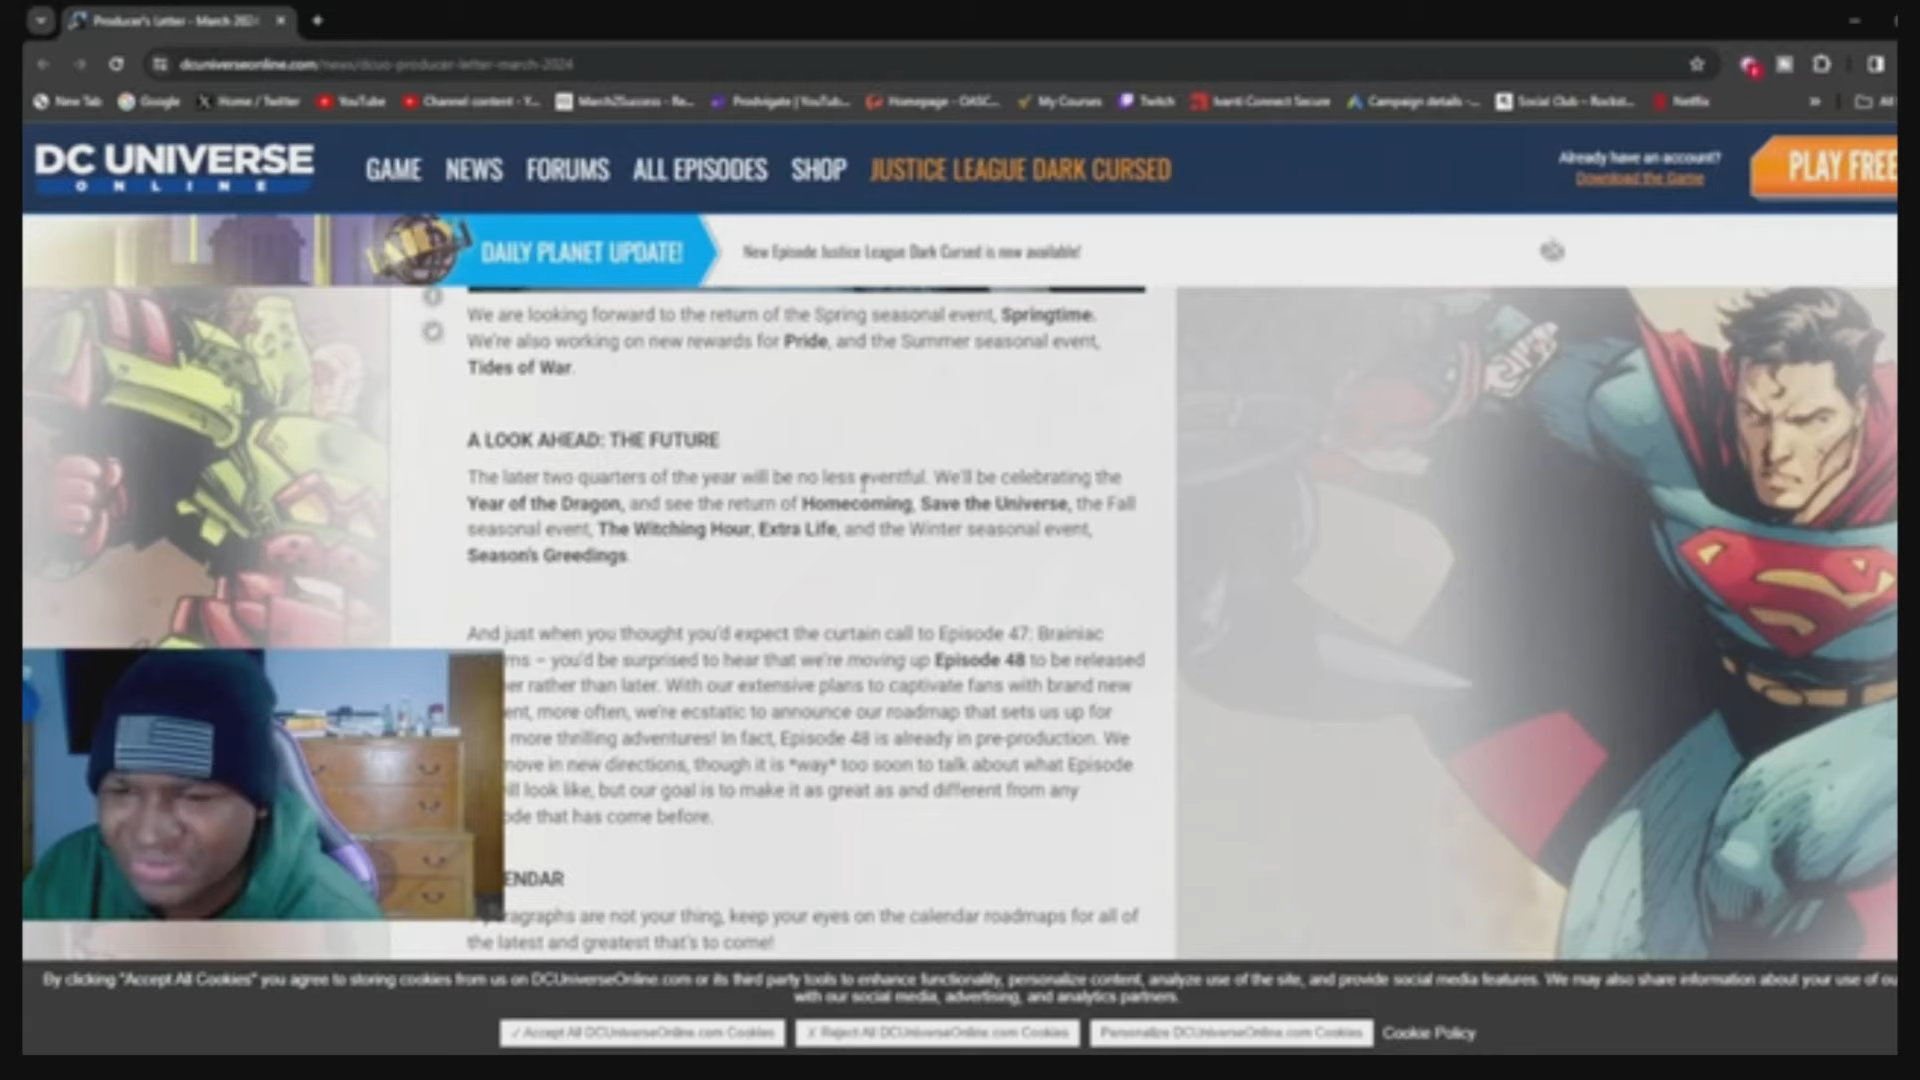 Producer's Letter - March 202
dcuniverseonline.com/news/dcuo-producer-letter-march-2024
New Tab Google Home / Twitter YouTube Channel content - Y... March2Success - Re... Prodvigate | YouTub... Homepage - OASC... My Courses Twitch Ivanti Connect Secure Campaign details -... Social Club - Rockst... Netflix All
DC UNIVERSE
ONLINE
GAME NEWS FORUMS ALL EPISODES SHOP JUSTICE LEAGUE DARK CURSED
Already have an account?
Download the Game
PLAY FREE
DAILY PLANET UPDATE!
New Episode Justice League Dark Cursed is now available!
We are looking forward to the return of the Spring seasonal event, Springtime.
We're also working on new rewards for Pride, and the Summer seasonal event,
Tides of War.
A LOOK AHEAD: THE FUTURE
The later two quarters of the year will be no less eventful. We'll be celebrating the
Year of the Dragon, and see the return of Homecoming, Save the Universe, the Fall
seasonal event, The Witching Hour, Extra Life, and the Winter seasonal event,
Season's Greedings.
And just when you thought you'd expect the curtain call to Episode 47: Brainiac
ms – you'd be surprised to hear that we're moving up Episode 48 to be released
er rather than later. With our extensive plans to captivate fans with brand new
ent, more often, we're ecstatic to announce our roadmap that sets us up for
more thrilling adventures! In fact, Episode 48 is already in pre-production. We
move in new directions, though it is *way* too soon to talk about what Episode
ill look like, but our goal is to make it as great as and different from any
ode that has come before.
ENDAR
paragraphs are not your thing, keep your eyes on the calendar roadmaps for all of
the latest and greatest that's to come!
By clicking "Accept All Cookies" you agree to storing cookies from us on DCUniverseOnline.com or its third party tools to enhance functionality, personalize content, analyze use of the site, and provide social media features. We may also share information about your use of ou
with our social media, advertising, and analytics partners.
✓ Accept All DCUniverseOnline.com Cookies ✗ Reject All DCUniverseOnline.com Cookies Personalize DCUniverseOnline.com Cookies Cookie Policy